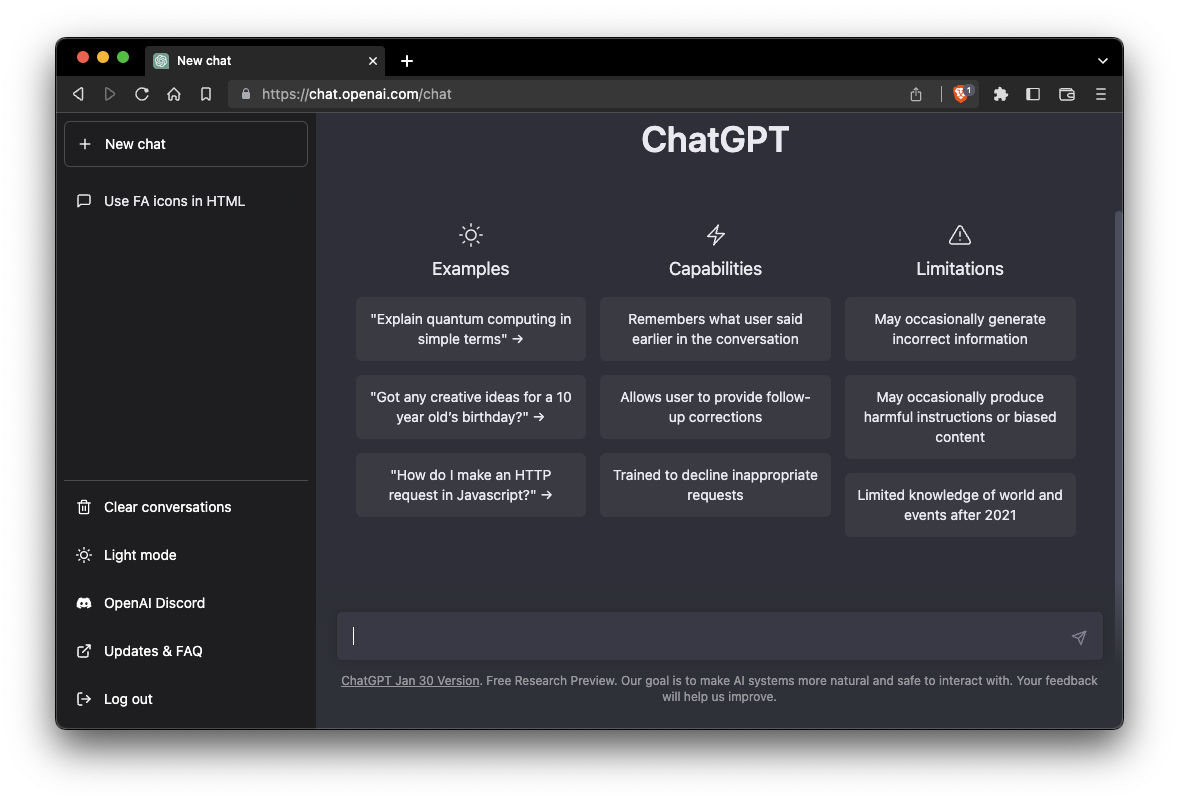 New chat
https://chat.openai.com/chat
1
New chat
Use FA icons in HTML
Clear conversations
Light mode
OpenAI Discord
Updates & FAQ
Log out
ChatGPT
Examples
"Explain quantum computing in
simple terms" →
"Got any creative ideas for a 10
year old's birthday?" →
"How do I make an HTTP
request in Javascript?" →
Capabilities
Remembers what user said
earlier in the conversation
Allows user to provide follow-
up corrections
Trained to decline inappropriate
requests
Limitations
May occasionally generate
incorrect information
May occasionally produce
harmful instructions or biased
content
Limited knowledge of world and
events after 2021
ChatGPT Jan 30 Version. Free Research Preview. Our goal is to make AI systems more natural and safe to interact with. Your feedback
will help us improve.